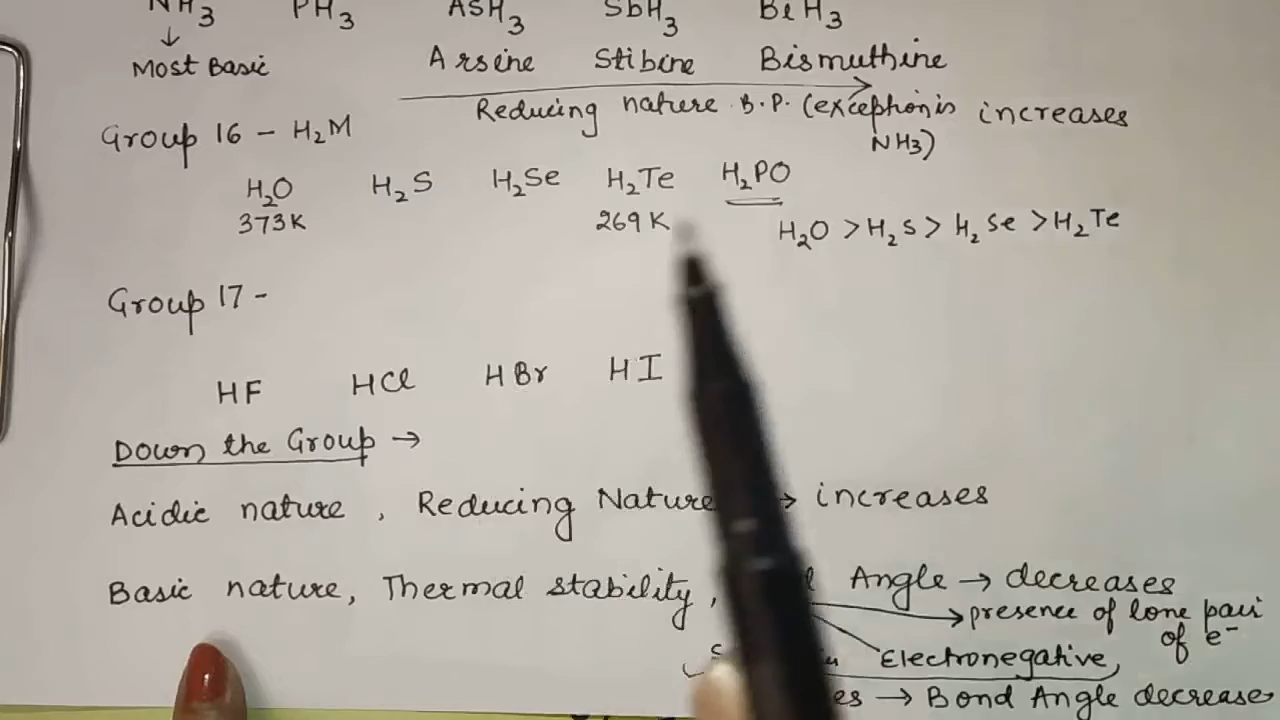 NH3 PH3 ASH3 SbH3 BiH3
↓
Most Basic Arsine Stibine Bismuthine
Reducing nature B.P. (exception is NH3) increases
Group 16 - H2M
H2O H2S H2Se H2Te H2PO
373K 269K H2O > H2S > H2Se > H2Te
Group 17 -
HF HCl HBr HI
Down the Group →
Acidic nature, Reducing Nature → increases
Basic nature, Thermal stability, Angle → decreases
→ presence of lone pair of e-
Electronegative,
→ Bond Angle decrease